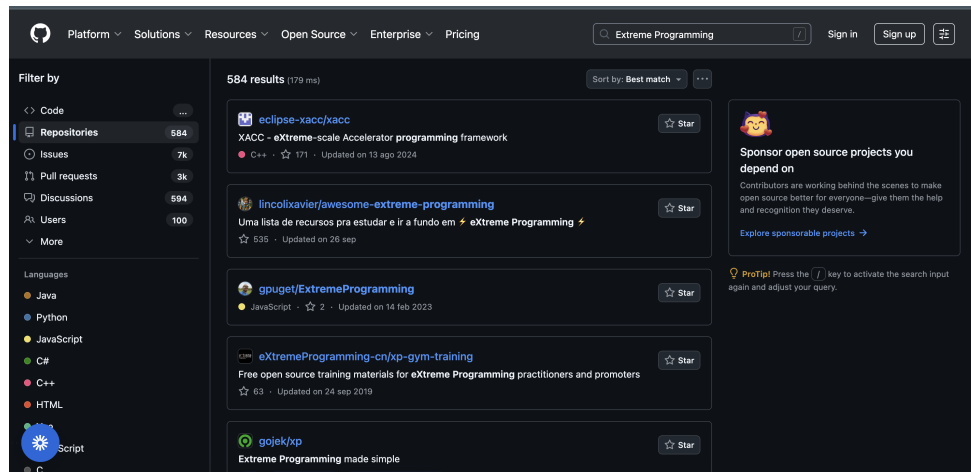 Platform Solutions Resources Open Source Enterprise Pricing Extreme Programming / Sign in Sign up
Filter by
Code ...
Repositories 584
Issues 7k
Pull requests 3k
Discussions 594
Users 100
More
Languages
Java
Python
JavaScript
C#
C++
HTML
Script
C
584 results (179 ms)
Sort by: Best match ...
eclipse-xacc/xacc
Star
XACC - eXtreme-scale Accelerator programming framework
C++ · 171 · Updated on 13 ago 2024
lincolixavier/awesome-extreme-programming
Star
Uma lista de recursos pra estudar e ir a fundo em ⚡ eXtreme Programming ⚡
535 · Updated on 26 sep
gpuget/ExtremeProgramming
Star
JavaScript · 2 · Updated on 14 feb 2023
eXtremeProgramming-cn/xp-gym-training
Star
Free open source training materials for eXtreme Programming practitioners and promoters
63 · Updated on 24 sep 2019
gojek/xp
Star
Extreme Programming made simple
Sponsor open source projects you
depend on
Contributors are working behind the scenes to make
open source better for everyone—give them the help
and recognition they deserve.
Explore sponsorable projects →
ProTip! Press the / key to activate the search input
again and adjust your query.